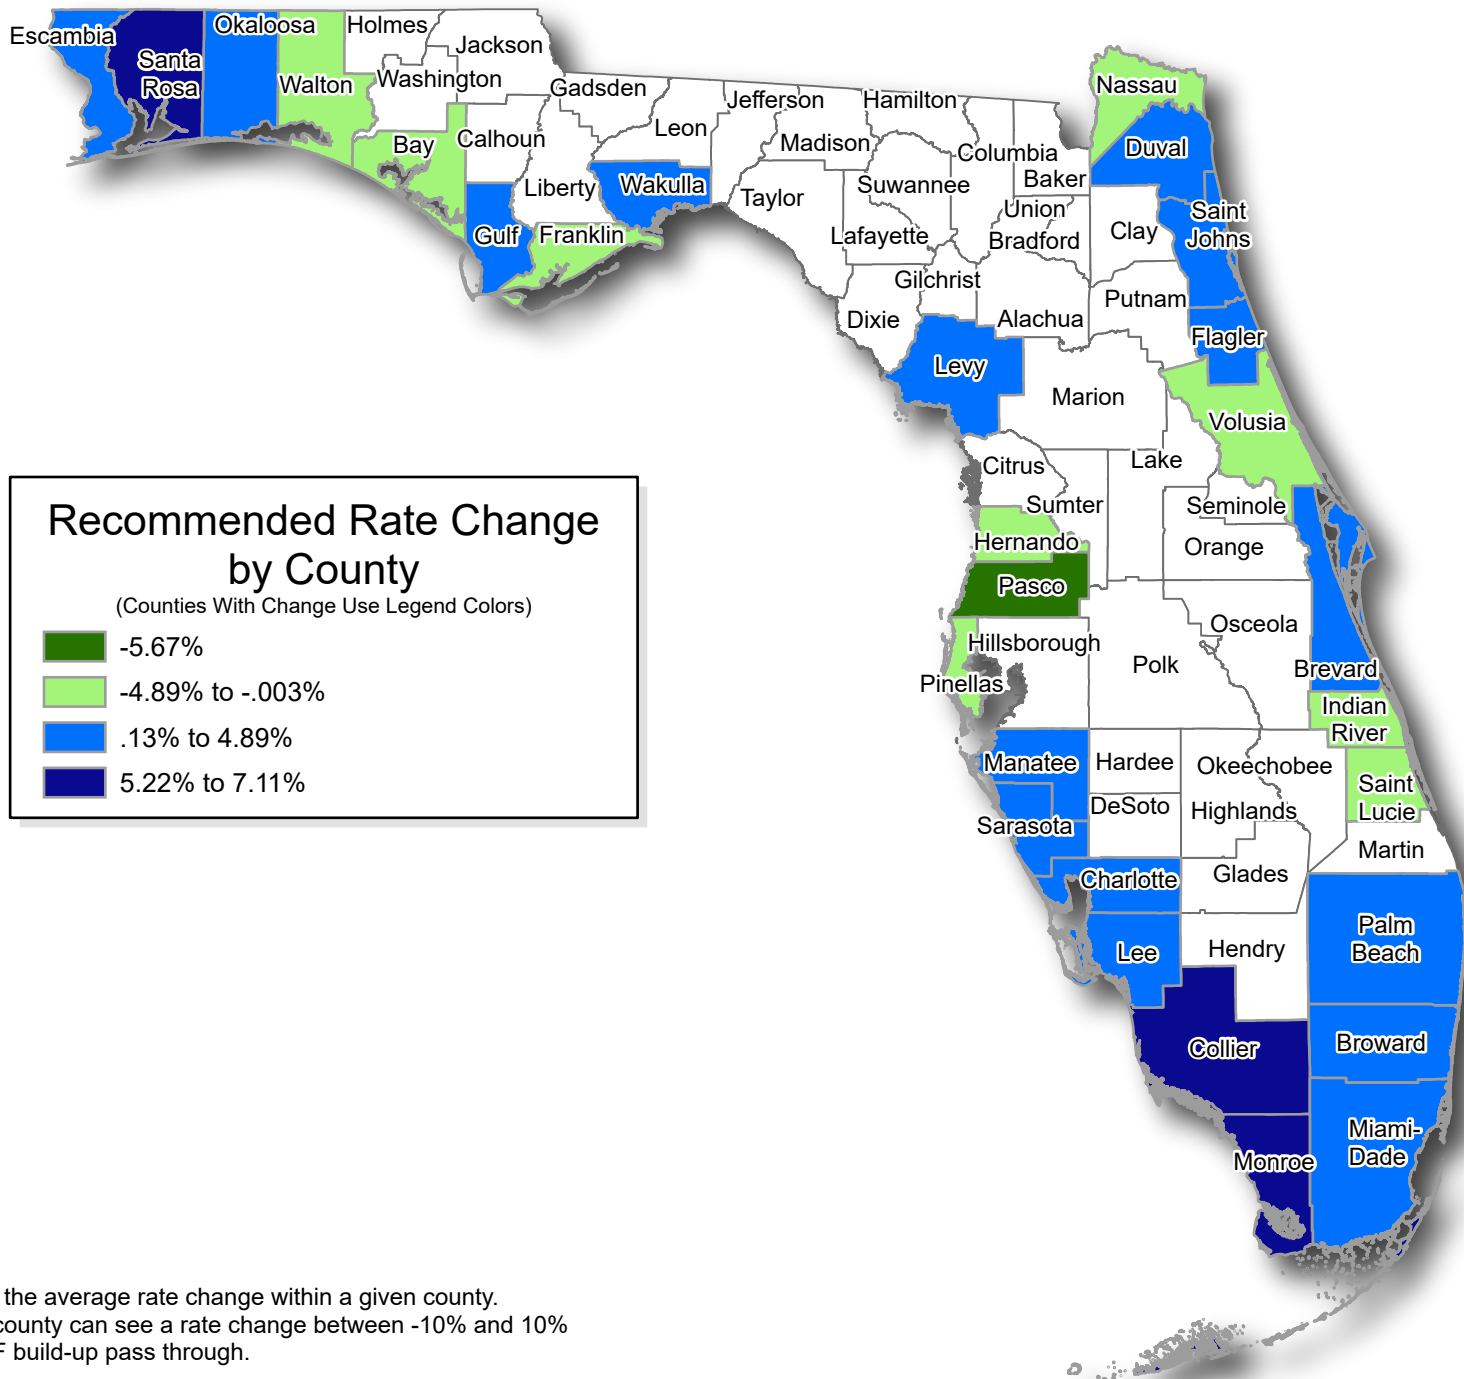 Escambia
Santa
Rosa
Okaloosa
Walton
Holmes
Jackson
Washington
Bay
Calhoun
Gulf
Gadsden
Liberty
Franklin
Leon
Wakulla
Jefferson
Madison
Taylor
Hamilton
Suwannee
Lafayette
Columbia
Baker
Union
Bradford
Gilchrist
Dixie
Alachua
Nassau
Duval
Clay
Saint
Johns
Putnam
Flagler
Levy
Marion
Volusia
Citrus
Lake
Sumter
Seminole
Hernando
Orange
Pasco
Hillsborough
Osceola
Polk
Pinellas
Brevard
Indian
River
Manatee
Hardee
Okeechobee
Saint
Lucie
DeSoto
Highlands
Sarasota
Martin
Charlotte
Glades
Lee
Hendry
Palm
Beach
Collier
Broward
Miami-
Dade
Monroe
Recommended Rate Change
by County
(Counties With Change Use Legend Colors)
-5.67%
-4.89% to -.003%
.13% to 4.89%
5.22% to 7.11%
the average rate change within a given county.
county can see a rate change between -10% and 10%
F build-up pass through.